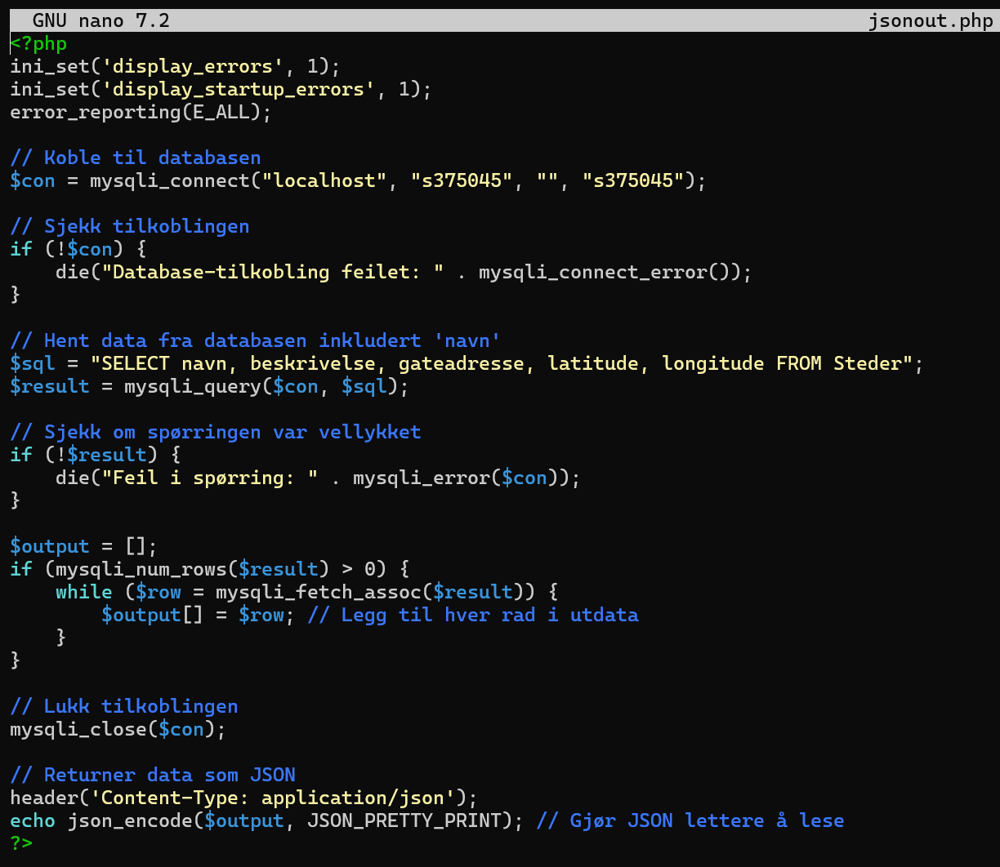 GNU nano 7.2 jsonout.php
<?php
ini_set('display_errors', 1);
ini_set('display_startup_errors', 1);
error_reporting(E_ALL);

// Koble til databasen
$con = mysqli_connect("localhost", "s375045", "", "s375045");

// Sjekk tilkoblingen
if (!$con) {
    die("Database-tilkobling feilet: " . mysqli_connect_error());
}

// Hent data fra databasen inkludert 'navn'
$sql = "SELECT navn, beskrivelse, gateadresse, latitude, longitude FROM Steder";
$result = mysqli_query($con, $sql);

// Sjekk om spørringen var vellykket
if (!$result) {
    die("Feil i spørring: " . mysqli_error($con));
}

$output = [];
if (mysqli_num_rows($result) > 0) {
    while ($row = mysqli_fetch_assoc($result)) {
        $output[] = $row; // Legg til hver rad i utdata
    }
}

// Lukk tilkoblingen
mysqli_close($con);

// Returner data som JSON
header('Content-Type: application/json');
echo json_encode($output, JSON_PRETTY_PRINT); // Gjør JSON lettere å lese
?>